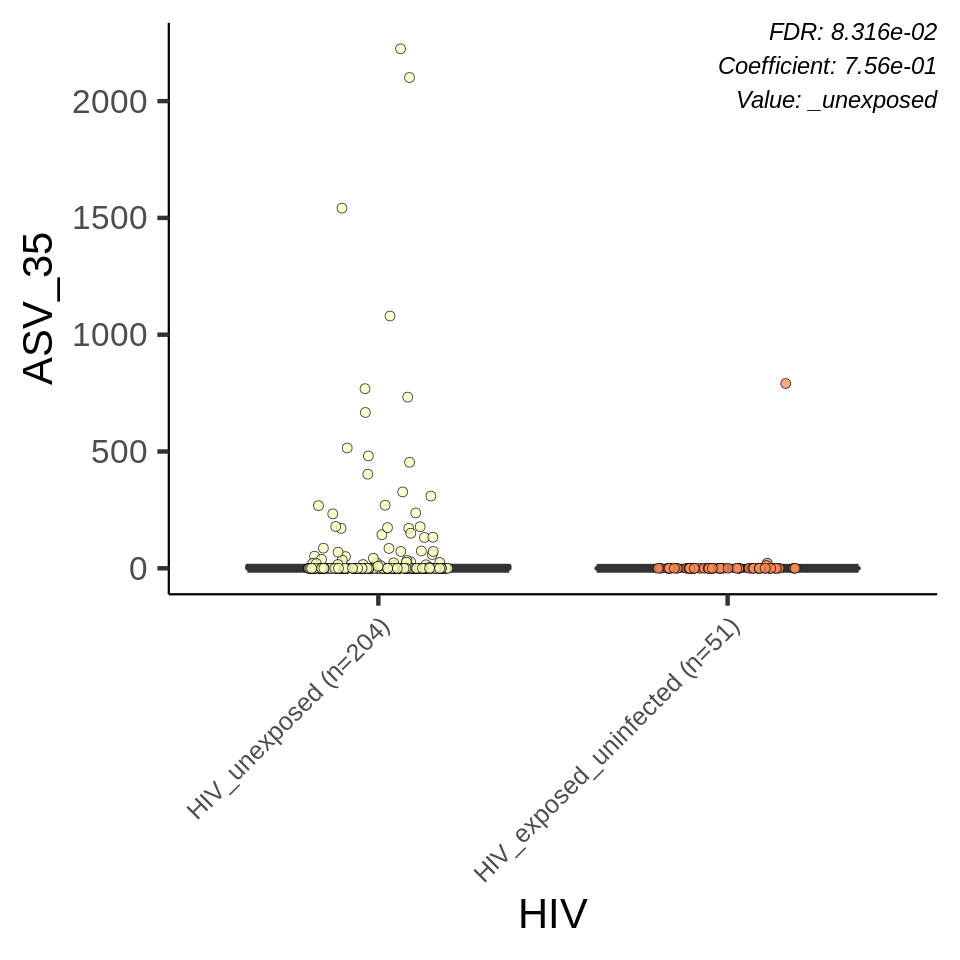 FDR: 8.316e-02
Coefficient: 7.56e-01
Value: _unexposed
ASV_35
2000
1500
1000
500
0
HIV_unexposed (n=204)
HIV_exposed_uninfected (n=51)
HIV